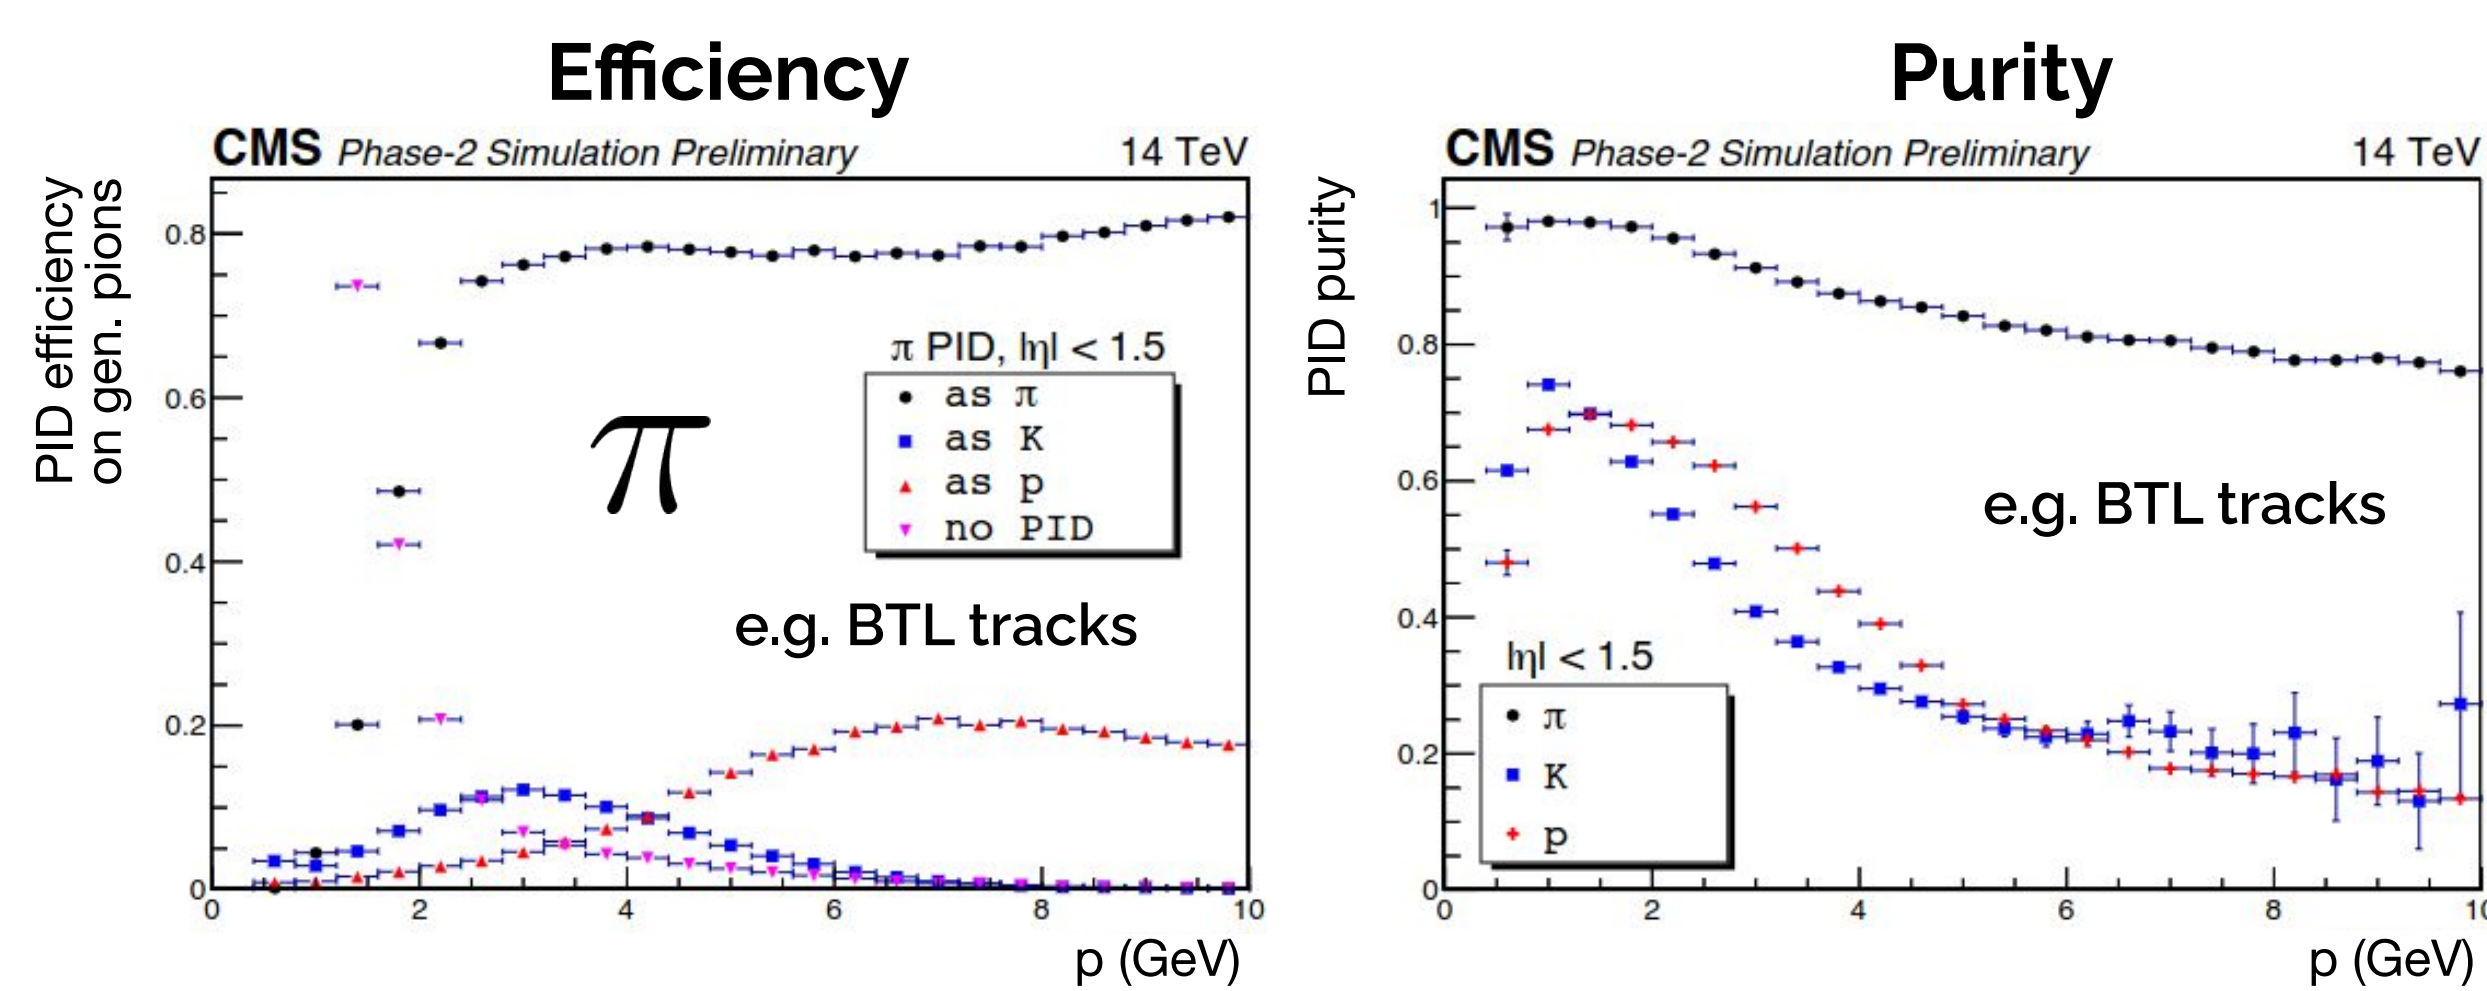 Efficiency
CMS Phase-2 Simulation Preliminary 14 TeV
PID efficiency
on gen. pions
0.8
0.6
0.4
0.2
0
π PID, |η| < 1.5
as π
as K
as p
no PID
π
e.g. BTL tracks
0 2 4 6 8 10
p (GeV)
Purity
CMS Phase-2 Simulation Preliminary 14 TeV
PID purity
1
0.8
0.6
0.4
0.2
0
e.g. BTL tracks
|η| < 1.5
π
K
p
0 2 4 6 8 10
p (GeV)